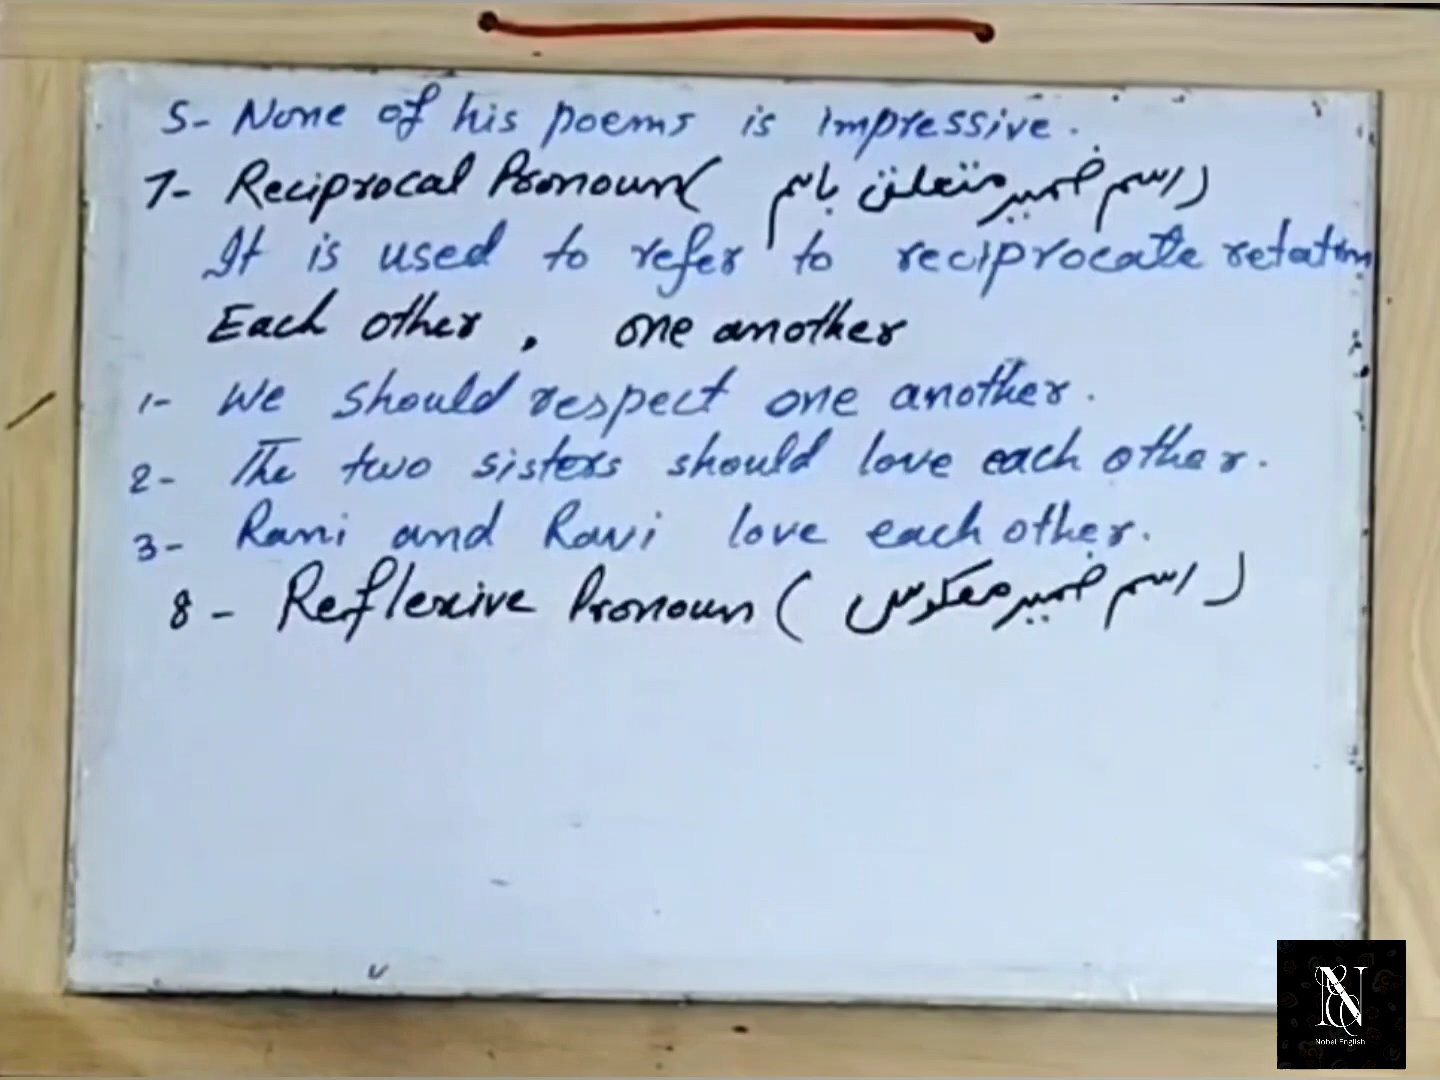 5- None of his poems is impressive.
7- Reciprocal Pronoun (اسم ضمیر متعلق باہم)
It is used to refer to reciprocate
Each other, one another
1- We should respect one another.
2- The two sisters should love each other.
3- Rani and Ravi love each other.
8- Reflexive Pronoun (اسم ضمیر معکوس)
Nobel English